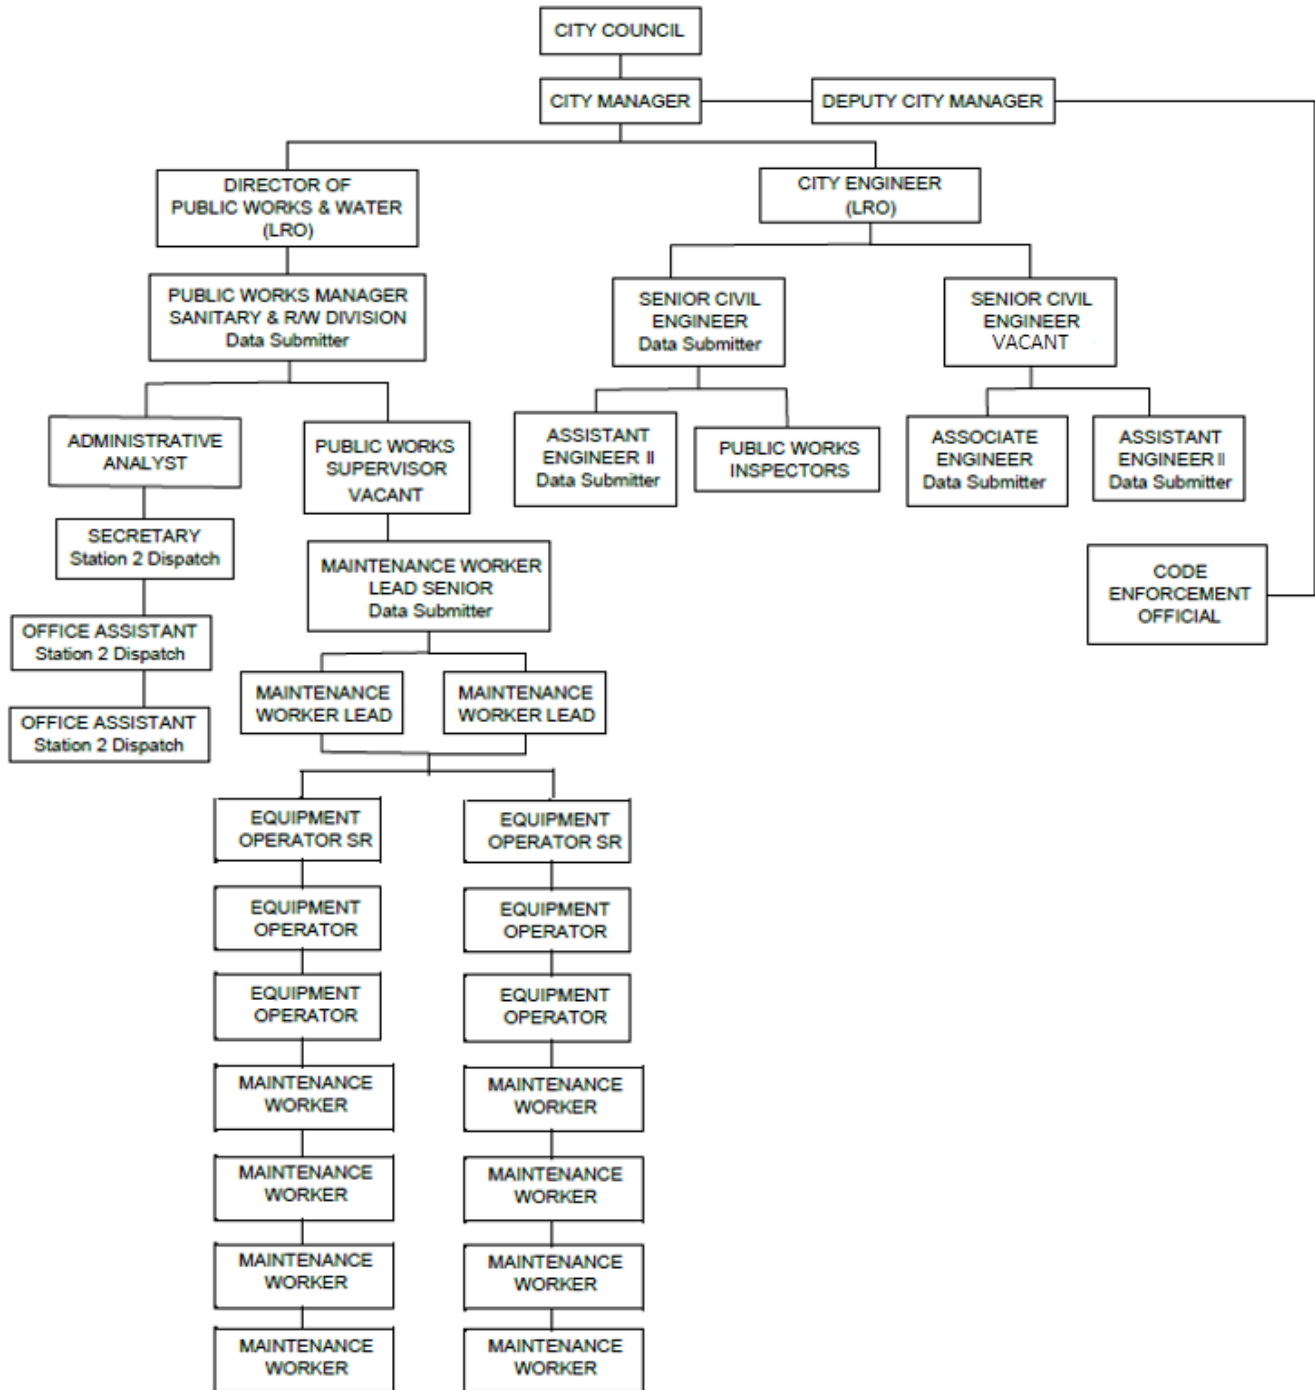 CITY COUNCIL
CITY MANAGER
DEPUTY CITY MANAGER
DIRECTOR OF
PUBLIC WORKS & WATER
(LRO)
CITY ENGINEER
(LRO)
PUBLIC WORKS MANAGER
SANITARY & R/W DIVISION
Data Submitter
SENIOR CIVIL
ENGINEER
Data Submitter
SENIOR CIVIL
ENGINEER
VACANT
ADMINISTRATIVE
ANALYST
PUBLIC WORKS
SUPERVISOR
VACANT
ASSISTANT
ENGINEER II
Data Submitter
PUBLIC WORKS
INSPECTORS
ASSOCIATE
ENGINEER
Data Submitter
ASSISTANT
ENGINEER II
Data Submitter
SECRETARY
Station 2 Dispatch
MAINTENANCE WORKER
LEAD SENIOR
Data Submitter
CODE
ENFORCEMENT
OFFICIAL
OFFICE ASSISTANT
Station 2 Dispatch
MAINTENANCE
WORKER LEAD
MAINTENANCE
WORKER LEAD
OFFICE ASSISTANT
Station 2 Dispatch
EQUIPMENT
OPERATOR SR
EQUIPMENT
OPERATOR SR
EQUIPMENT
OPERATOR
EQUIPMENT
OPERATOR
EQUIPMENT
OPERATOR
EQUIPMENT
OPERATOR
MAINTENANCE
WORKER
MAINTENANCE
WORKER
MAINTENANCE
WORKER
MAINTENANCE
WORKER
MAINTENANCE
WORKER
MAINTENANCE
WORKER
MAINTENANCE
WORKER
MAINTENANCE
WORKER